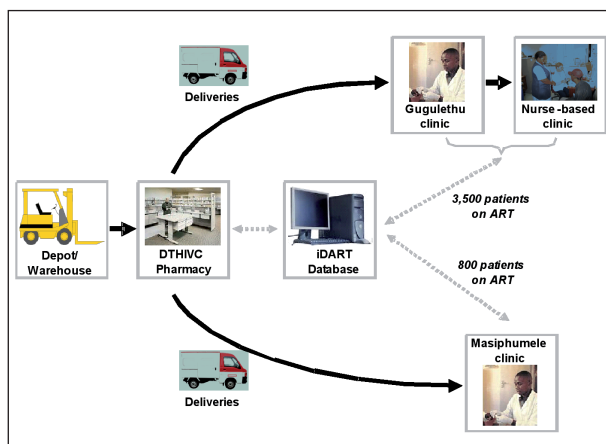 Deliveries
Gugulethu
clinic
Nurse-based
clinic
3,500 patients
on ART
Depot/
Warehouse
DTHIVC
Pharmacy
iDART
Database
800 patients
on ART
Masiphumele
clinic
Deliveries